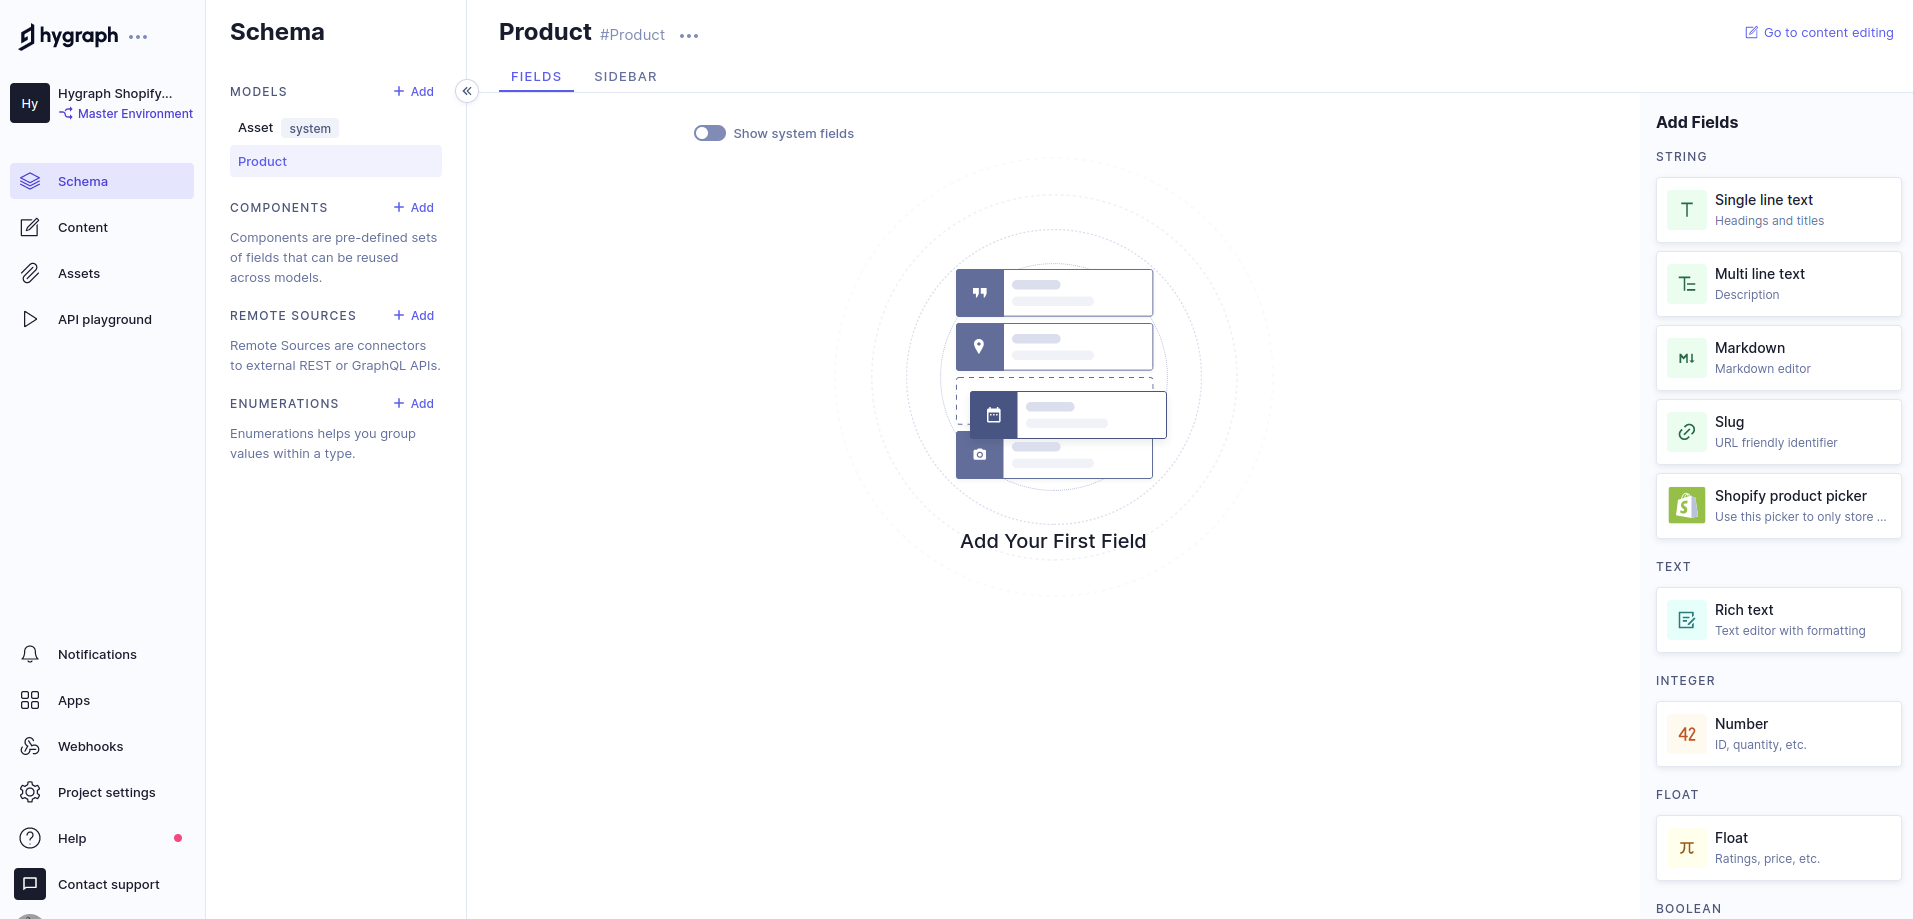 hygraph
Hy
Hygraph Shopify...
Master Environment
Schema
Content
Assets
API playground
Notifications
Apps
Webhooks
Project settings
Help
Contact support
Schema
MODELS
+ Add
Asset system
Product
COMPONENTS
+ Add
Components are pre-defined sets
of fields that can be reused
across models.
REMOTE SOURCES
+ Add
Remote Sources are connectors
to external REST or GraphQL APIs.
ENUMERATIONS
+ Add
Enumerations helps you group
values within a type.
Product #Product
Go to content editing
FIELDS
SIDEBAR
Show system fields
Add Your First Field
Add Fields
STRING
T
Single line text
Headings and titles
Multi line text
Description
M↓
Markdown
Markdown editor
Slug
URL friendly identifier
S
Shopify product picker
Use this picker to only store ...
TEXT
Rich text
Text editor with formatting
INTEGER
42
Number
ID, quantity, etc.
FLOAT
π
Float
Ratings, price, etc.
BOOLEAN